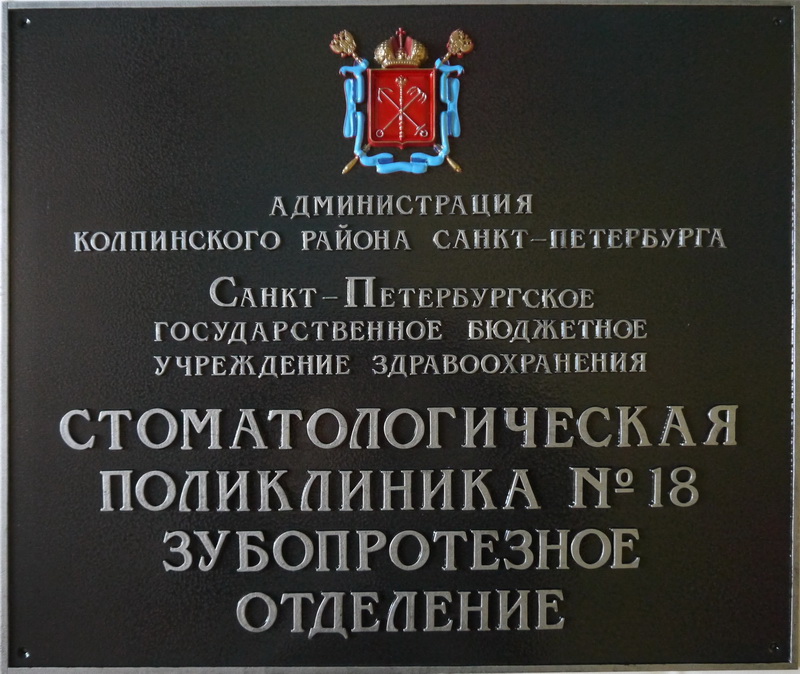 АДМИНИСТРАЦИЯ
КОЛПИНСКОГО РАЙОНА САНКТ-ПЕТЕРБУРГА
САНКТ-ПЕТЕРБУРГСКОЕ
ГОСУДАРСТВЕННОЕ БЮДЖЕТНОЕ
УЧРЕЖДЕНИЕ ЗДРАВООХРАНЕНИЯ
СТОМАТОЛОГИЧЕСКАЯ
ПОЛИКЛИНИКА №18
ЗУБОПРОТЕЗНОЕ
ОТДЕЛЕНИЕ